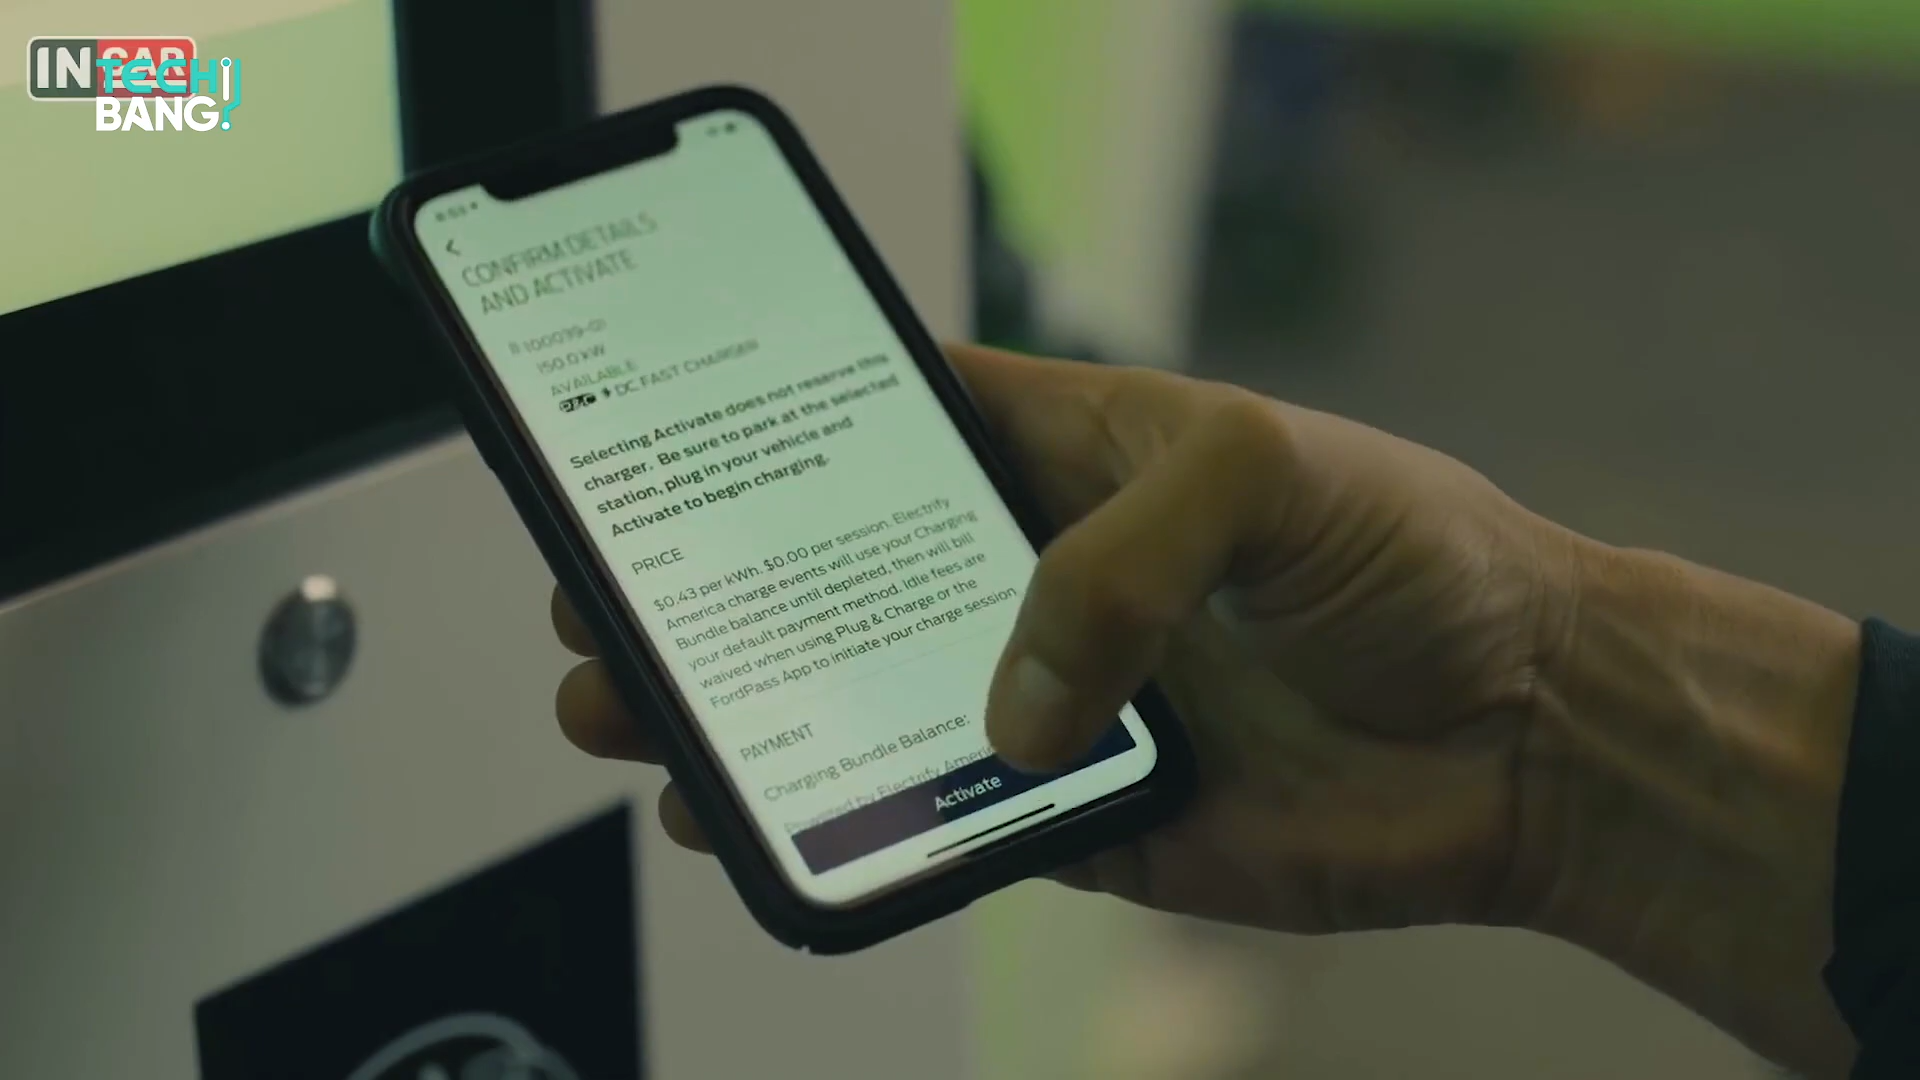 IN CAR
TECH
BANG!
CONFIRM DETAILS
AND ACTIVATE
150.0 kW
AVAILABLE
P&C DC FAST CHARGER
Selecting Activate does not reserve this
charger. Be sure to park at the selected
station, plug in your vehicle and
Activate to begin charging.
PRICE
$0.43 per kWh. $0.00 per session. Electrify
America charge events will use your Charging
Bundle balance until depleted, then will bill
your default payment method. Idle fees are
waived when using Plug & Charge or the
FordPass App to initiate your charge session.
PAYMENT
Charging Bundle Balance:
Powered by Electrify
Activate